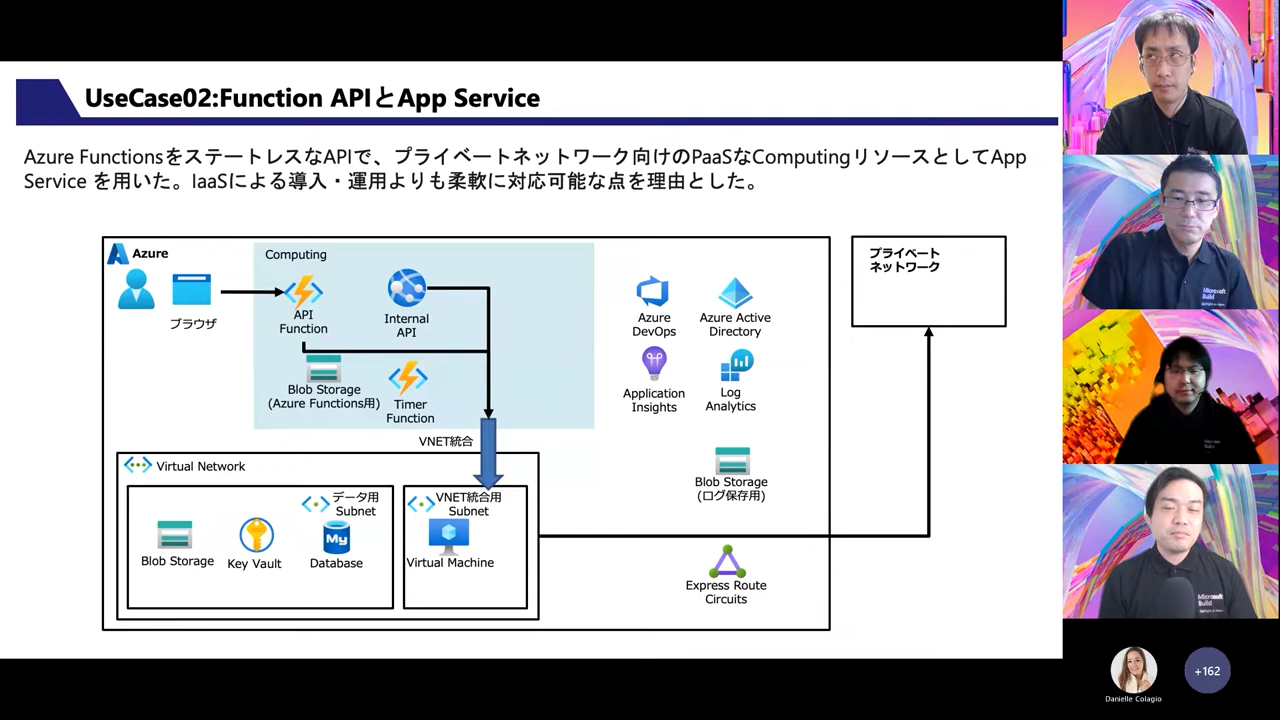 UseCase02:Function APIとApp Service
Azure FunctionsをステートレスなAPIで、プライベートネットワーク向けのPaaSなComputingリソースとしてApp
Service を用いた。IaaSによる導入・運用よりも柔軟に対応可能な点を理由とした。
Azure
Computing
ブラウザ
API
Function
Internal
API
Blob Storage
(Azure Functions用)
Timer
Function
Azure
DevOps
Azure Active
Directory
Application
Insights
Log
Analytics
Blob Storage
(ログ保存用)
Express Route
Circuits
プライベート
ネットワーク
VNET統合
Virtual Network
データ用
Subnet
Blob Storage
Key Vault
My
Database
VNET統合用
Subnet
Virtual Machine
Microsoft
Microsoft
Build
Microsoft
Build
Danielle Colagio
+162